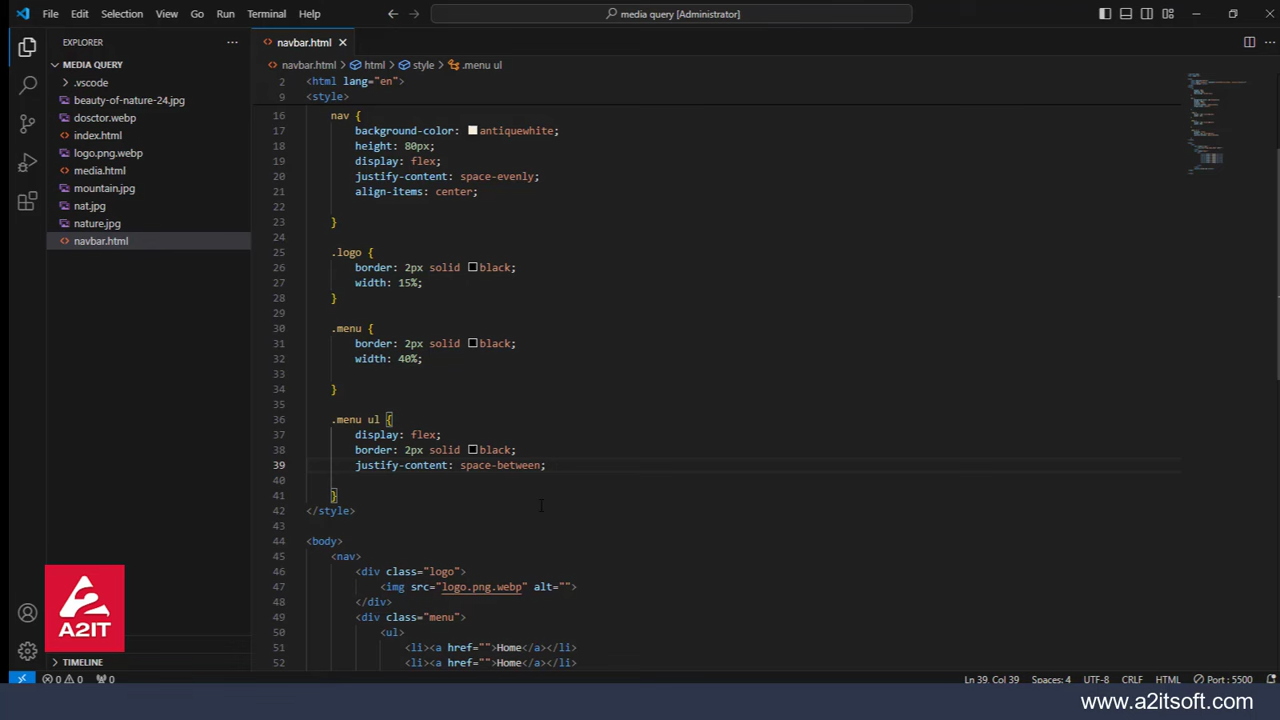 File Edit Selection View Go Run Terminal Help
media query [Administrator]
EXPLORER
navbar.html
MEDIA QUERY
.vscode
beauty-of-nature-24.jpg
dosctor.webp
index.html
logo.png.webp
media.html
mountain.jpg
nat.jpg
nature.jpg
navbar.html
navbar.html > html > style > .menu ul
2 <html lang="en">
9 <style>
16 nav {
17 background-color: antiquewhite;
18 height: 80px;
19 display: flex;
20 justify-content: space-evenly;
21 align-items: center;
22
23 }
24
25 .logo {
26 border: 2px solid black;
27 width: 15%;
28 }
29
30 .menu {
31 border: 2px solid black;
32 width: 40%;
33
34 }
35
36 .menu ul {
37 display: flex;
38 border: 2px solid black;
39 justify-content: space-between;
40
41 }
42 </style>
43
44 <body>
45 <nav>
46 <div class="logo">
47 <img src="logo.png.webp" alt="">
48 </div>
49 <div class="menu">
50 <ul>
51 <li><a href="">Home</a></li>
52 <li><a href="">Home</a></li>
A2IT
TIMELINE
0 0 0
Ln 39, Col 39 Spaces: 4 UTF-8 CRLF HTML Port : 5500
www.a2itsoft.com